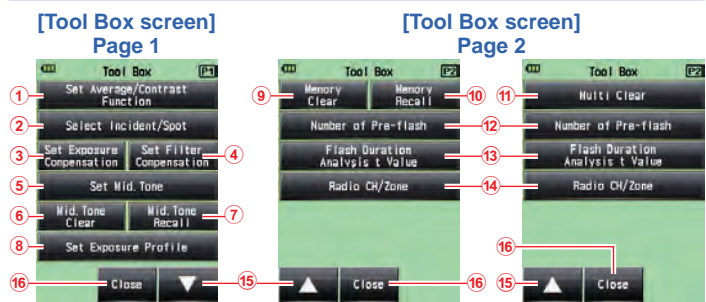 [Tool Box screen]
Page 1
[Tool Box screen]
Page 2
Tool Box P1
1 Set Average/Contrast
Function
2 Select Incident/Spot
3 Set Exposure
Compensation
Set Filter
Compensation 4
5 Set Mid. Tone
6 Mid. Tone
Clear
Mid. Tone
Recall 7
8 Set Exposure Profile
16 Close 15
Tool Box P2
9 Memory
Clear
Memory
Recall 10
Number of Pre-flash 12
Flash Duration
Analysis t Value 13
Radio CH/Zone 14
Close 16
Tool Box P2
11 Multi Clear
Number of Pre-flash
Flash Duration
Analysis t Value
Radio CH/Zone
16
15 Close